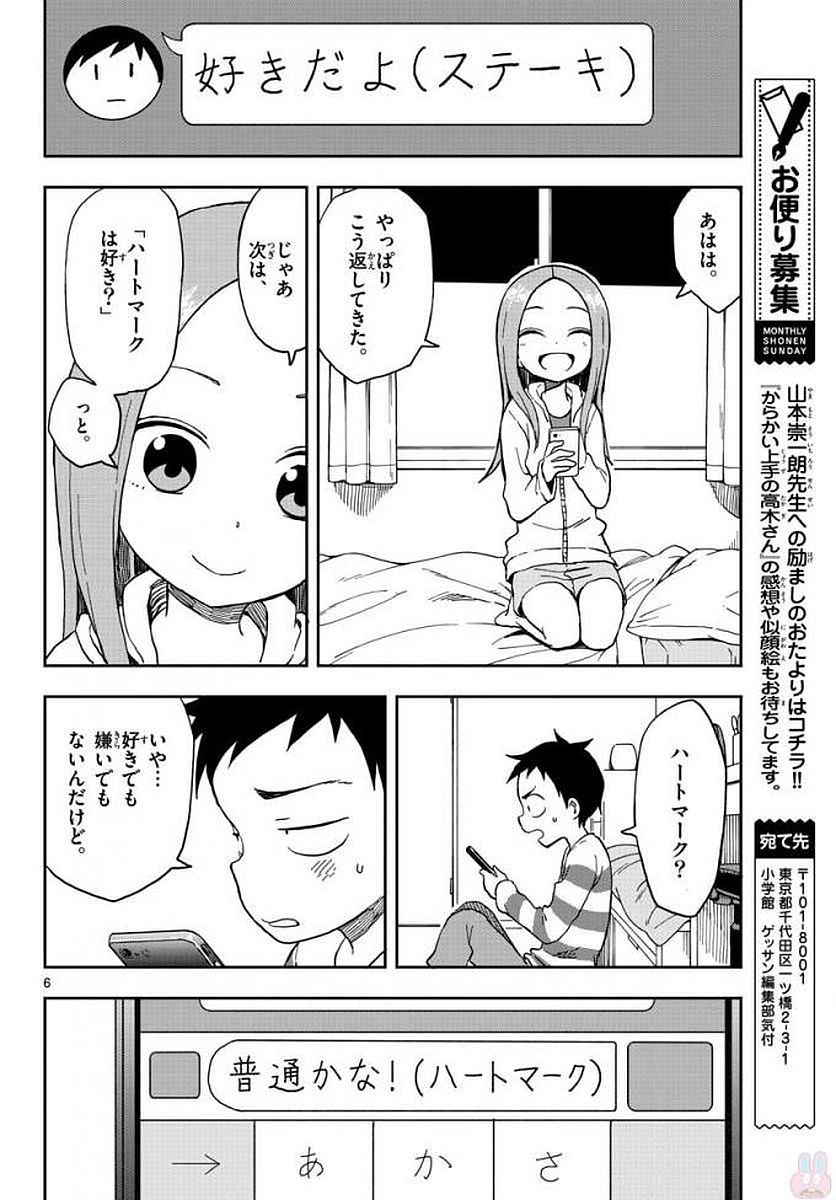 好きだよ(ステーキ)
あはは。
やっぱり
こう返してきた。
じゃあ
次は、
「ハートマーク
は好き?」
っと。
ハートマーク?
いや…
好きでも
嫌いでも
ないんだけど。
6
普通かな!(ハートマーク)
→ あ か さ
お便り募集
MONTHLY
SHONEN
SUNDAY
山本崇一朗先生への励ましのおたよりはコチラ!!
『からかい上手の高木さん』の感想や似顔絵もお待ちしてます。
宛て先
〒101-8001
東京都千代田区一ツ橋2-3-1
小学館 ゲッサン編集部気付